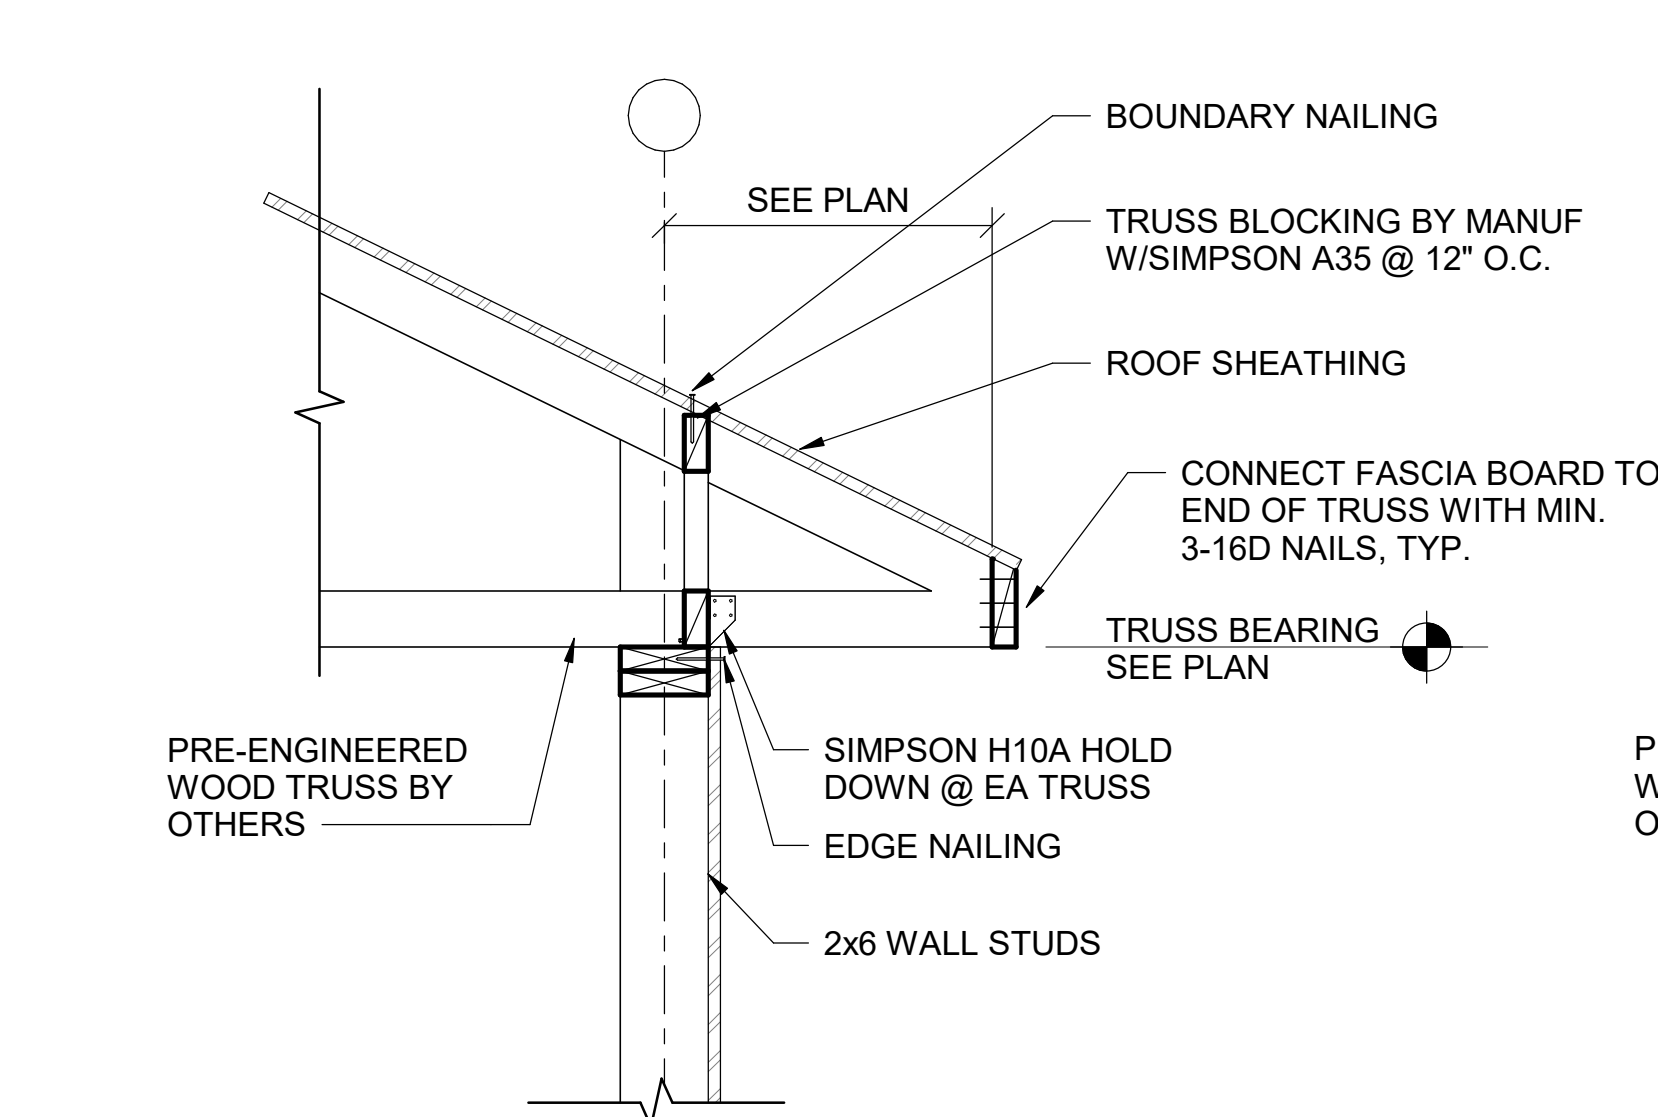 BOUNDARY NAILING
SEE PLAN
TRUSS BLOCKING BY MANUF
W/SIMPSON A35 @ 12" O.C.
ROOF SHEATHING
CONNECT FASCIA BOARD TO
END OF TRUSS WITH MIN.
3-16D NAILS, TYP.
TRUSS BEARING
SEE PLAN
PRE-ENGINEERED
WOOD TRUSS BY
OTHERS
SIMPSON H10A HOLD
DOWN @ EA TRUSS
EDGE NAILING
2x6 WALL STUDS